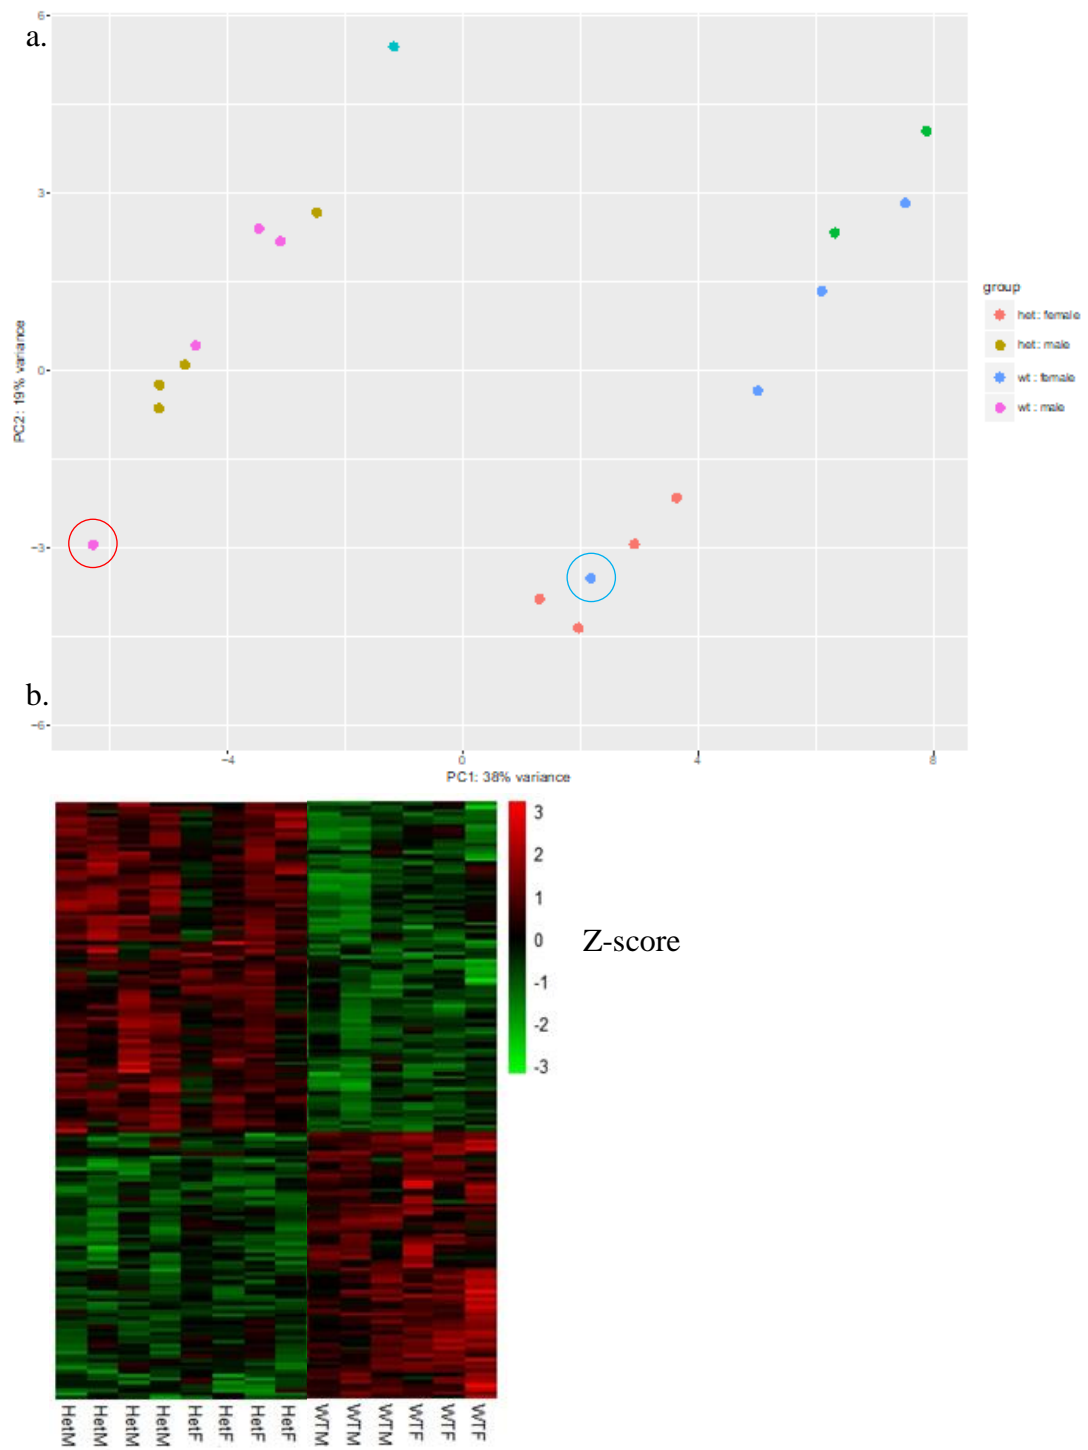 a.
6
3
0
−3
−6
PC2: 19% variance
−4
0
4
8
PC1: 38% variance
group
het : female
het : male
wt : female
wt : male
b.
3
2
1
0
-1
-2
-3
Z-score
HetM
HetM
HetM
HetM
HetF
HetF
HetF
HetF
WTM
WTM
WTM
WTF
WTF
WTF